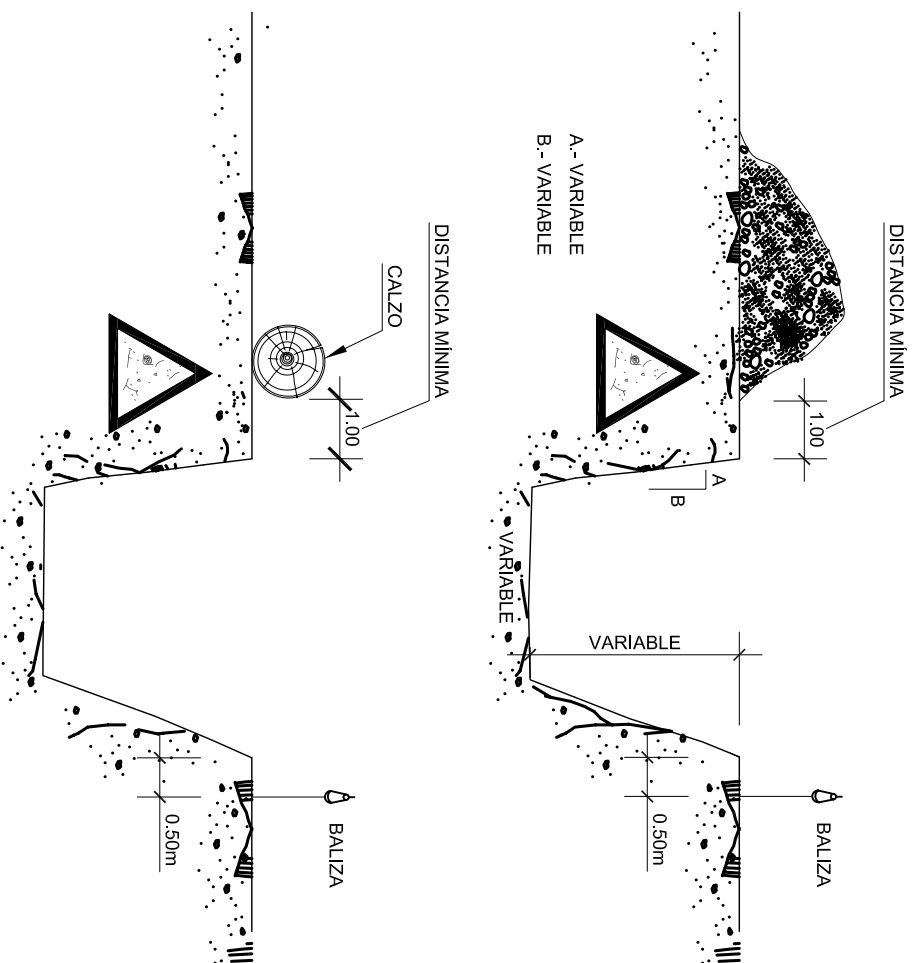 DISTANCIA MÍNIMA
1.00
BALIZA
A
B
VARIABLE
0.50m
A.- VARIABLE
B.- VARIABLE
VARIABLE
DISTANCIA MÍNIMA
CALZO
1.00
BALIZA
0.50m